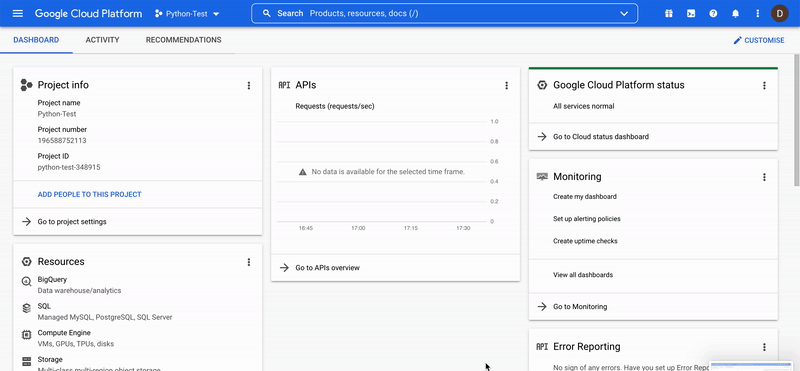 Google Cloud Platform
Python-Test
Search Products, resources, docs (/)
D
DASHBOARD
ACTIVITY
RECOMMENDATIONS
CUSTOMISE
Project info
Project name
Python-Test
Project number
196588752113
Project ID
python-test-348915
ADD PEOPLE TO THIS PROJECT
Go to project settings
Resources
BigQuery
Data warehouse/analytics
SQL
Managed MySQL, PostgreSQL, SQL Server
Compute Engine
VMs, GPUs, TPUs, disks
Storage
Multi-class multi-region object storage
API APIs
Requests (requests/sec)
1.0
0.8
0.6
No data is available for the selected time frame.
0.4
0.2
0
16:45
17:00
17:15
17:30
Go to APIs overview
Google Cloud Platform status
All services normal
Go to Cloud status dashboard
Monitoring
Create my dashboard
Set up alerting policies
Create uptime checks
View all dashboards
Go to Monitoring
API Error Reporting
No sign of any errors. Have you set up Error